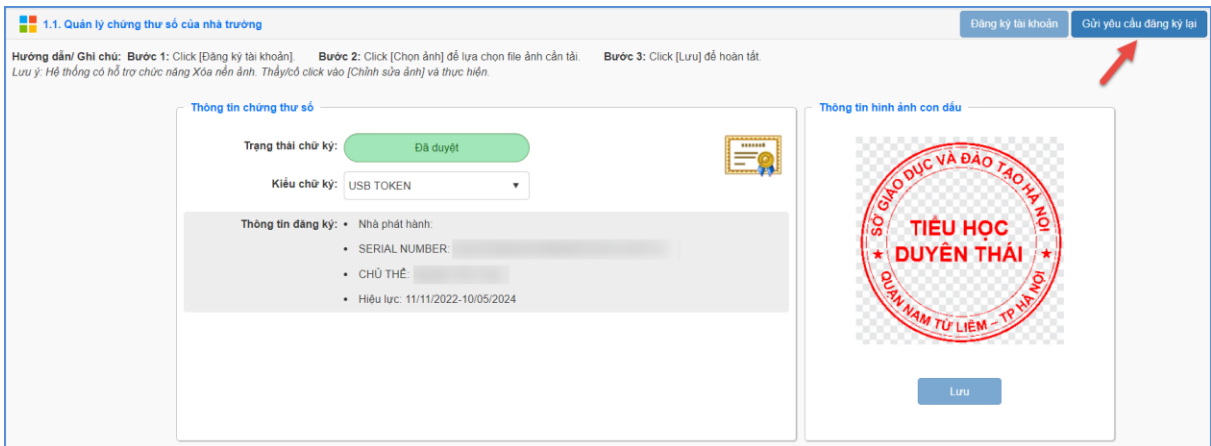 1.1. Quản lý chứng thư số của nhà trường
Đăng ký tài khoản
Gửi yêu cầu đăng ký lại
Hướng dẫn/ Ghi chú: Bước 1: Click [Đăng ký tài khoản]. Bước 2: Click [Chọn ảnh] để lựa chọn file ảnh cần tải. Bước 3: Click [Lưu] để hoàn tất.
Lưu ý: Hệ thống có hỗ trợ chức năng Xóa nền ảnh. Thầy/cô click vào [Chỉnh sửa ảnh] và thực hiện.
Thông tin chứng thư số
Trạng thái chữ ký: Đã duyệt
Kiểu chữ ký: USB TOKEN
Thông tin đăng ký: • Nhà phát hành:
• SERIAL NUMBER:
• CHỦ THỂ:
• Hiệu lực: 11/11/2022-10/05/2024
Thông tin hình ảnh con dấu
SỞ GIÁO DỤC VÀ ĐÀO TẠO HÀ NỘI
TIỂU HỌC
DUYÊN THÁI
QUẬN NAM TỪ LIÊM – TP HÀ NỘI
Lưu